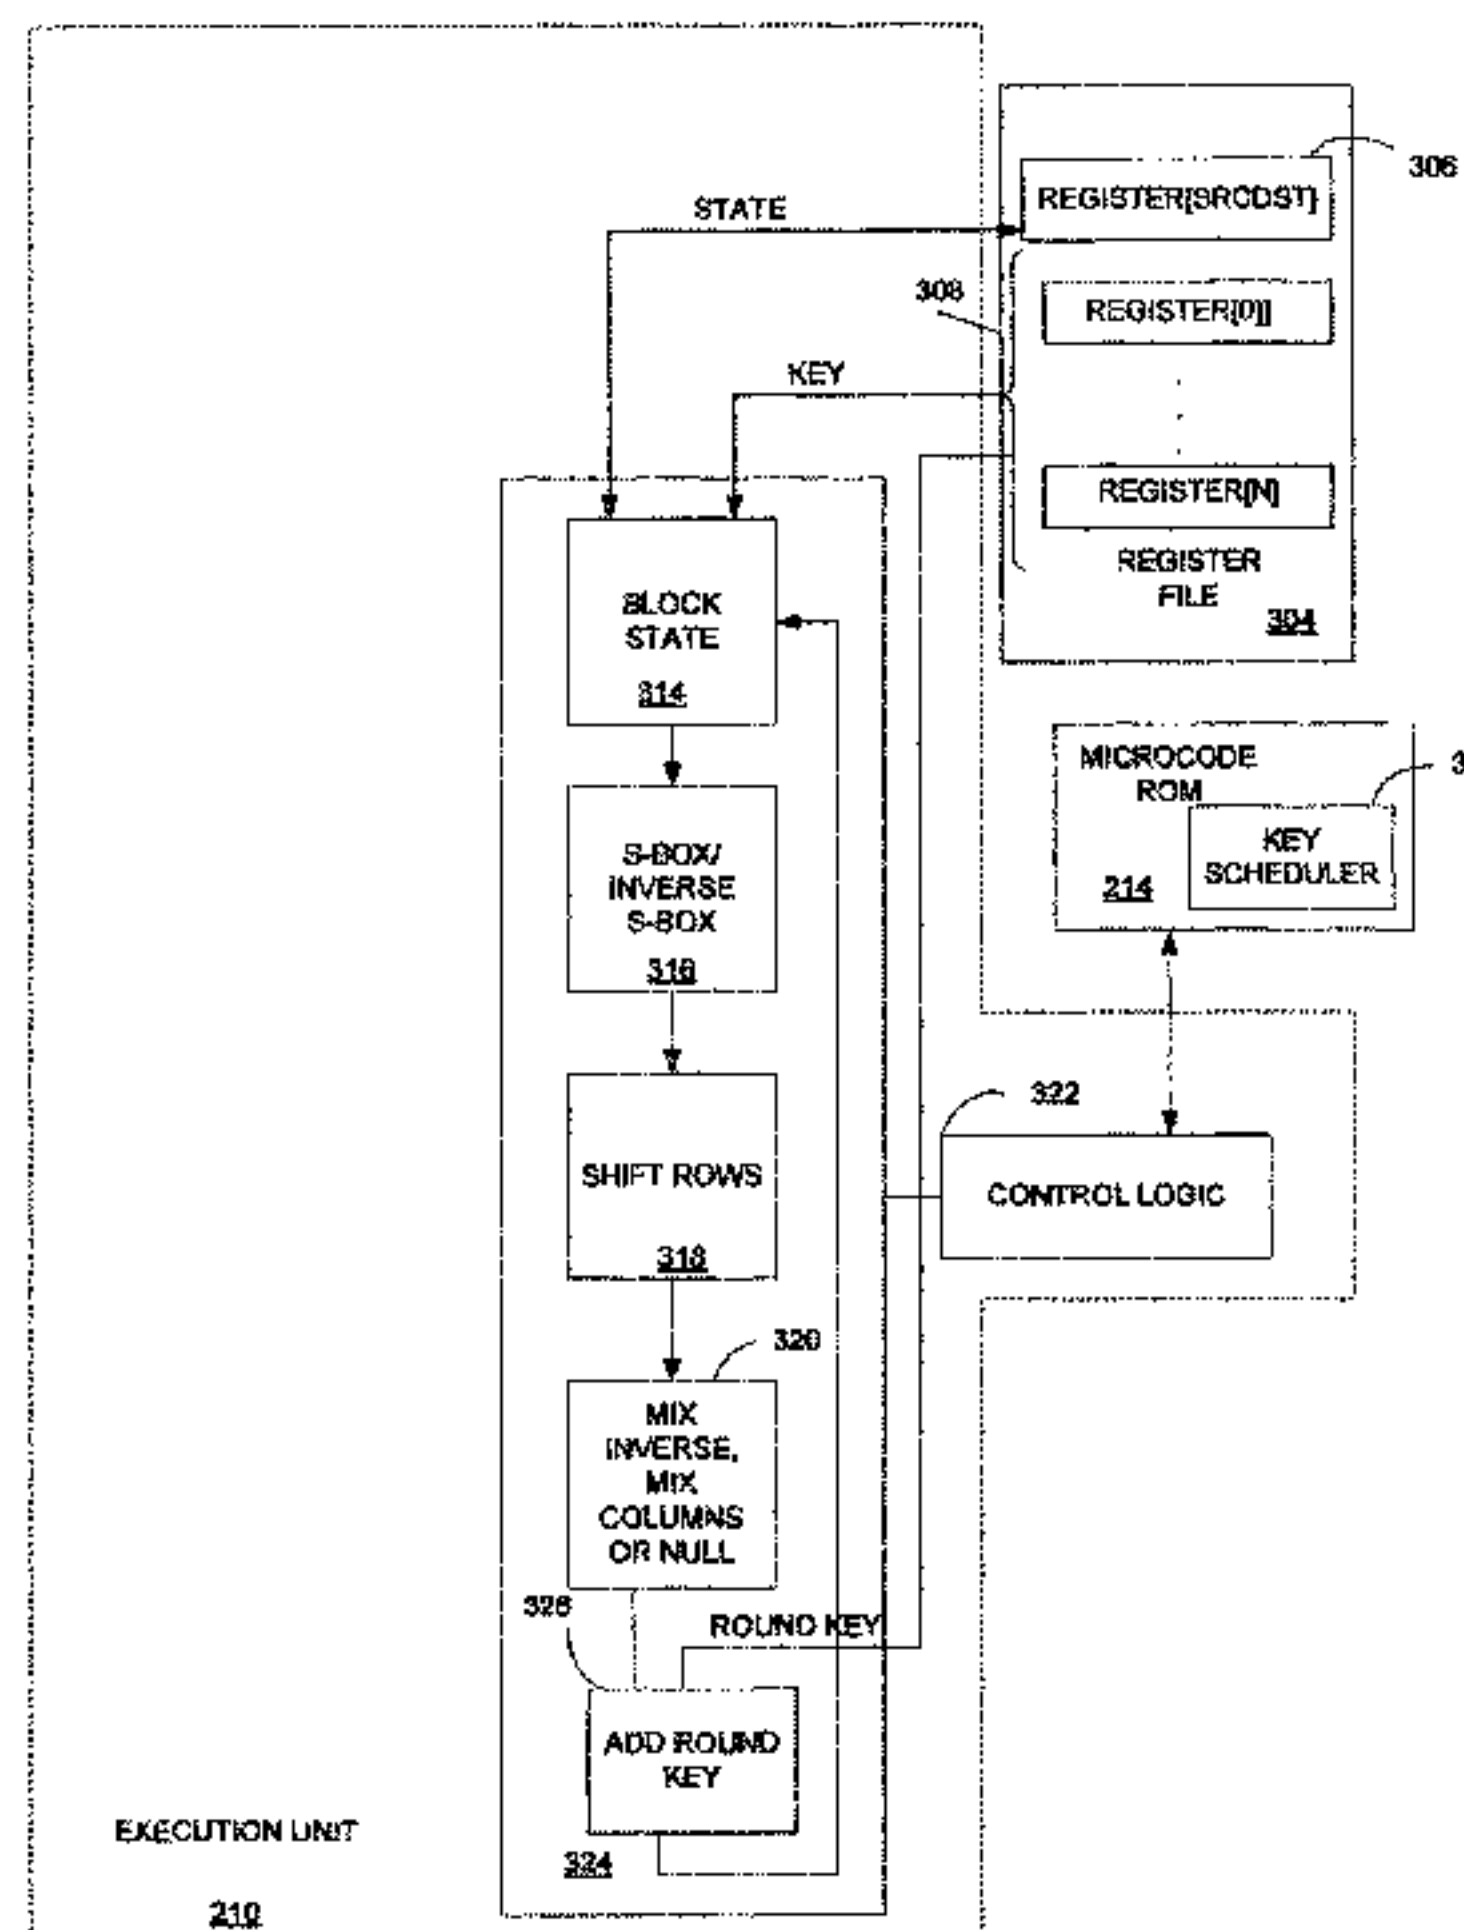 306
REGISTER[SRCDST]
STATE
308
REGISTER[0]]
KEY
REGISTER[N]
REGISTER
FILE
304
BLOCK
STATE
314
MICROCODE
ROM
3
KEY
SCHEDULER
214
S-BOX/
INVERSE
S-BOX
316
322
SHIFT ROWS
CONTROL LOGIC
318
320
MIX
INVERSE,
MIX
COLUMNS
OR NULL
326
ROUND KEY
ADD ROUND
KEY
EXECUTION UNIT
324
210